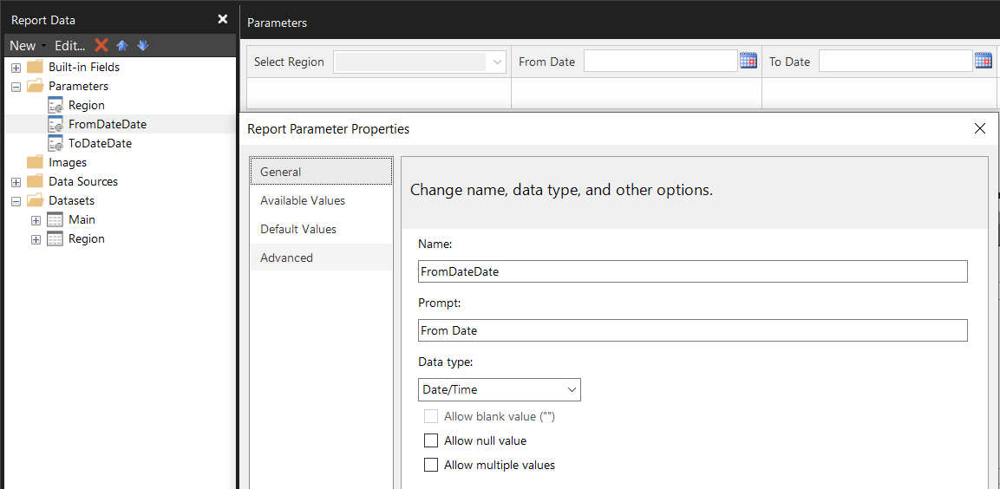 Report Data
New Edit...
Built-in Fields
Parameters
Region
FromDateDate
ToDateDate
Images
Data Sources
Datasets
Main
Region
Parameters
Select Region
From Date
To Date
Report Parameter Properties
General
Available Values
Default Values
Advanced
Change name, data type, and other options.
Name:
FromDateDate
Prompt:
From Date
Data type:
Date/Time
Allow blank value ("")
Allow null value
Allow multiple values